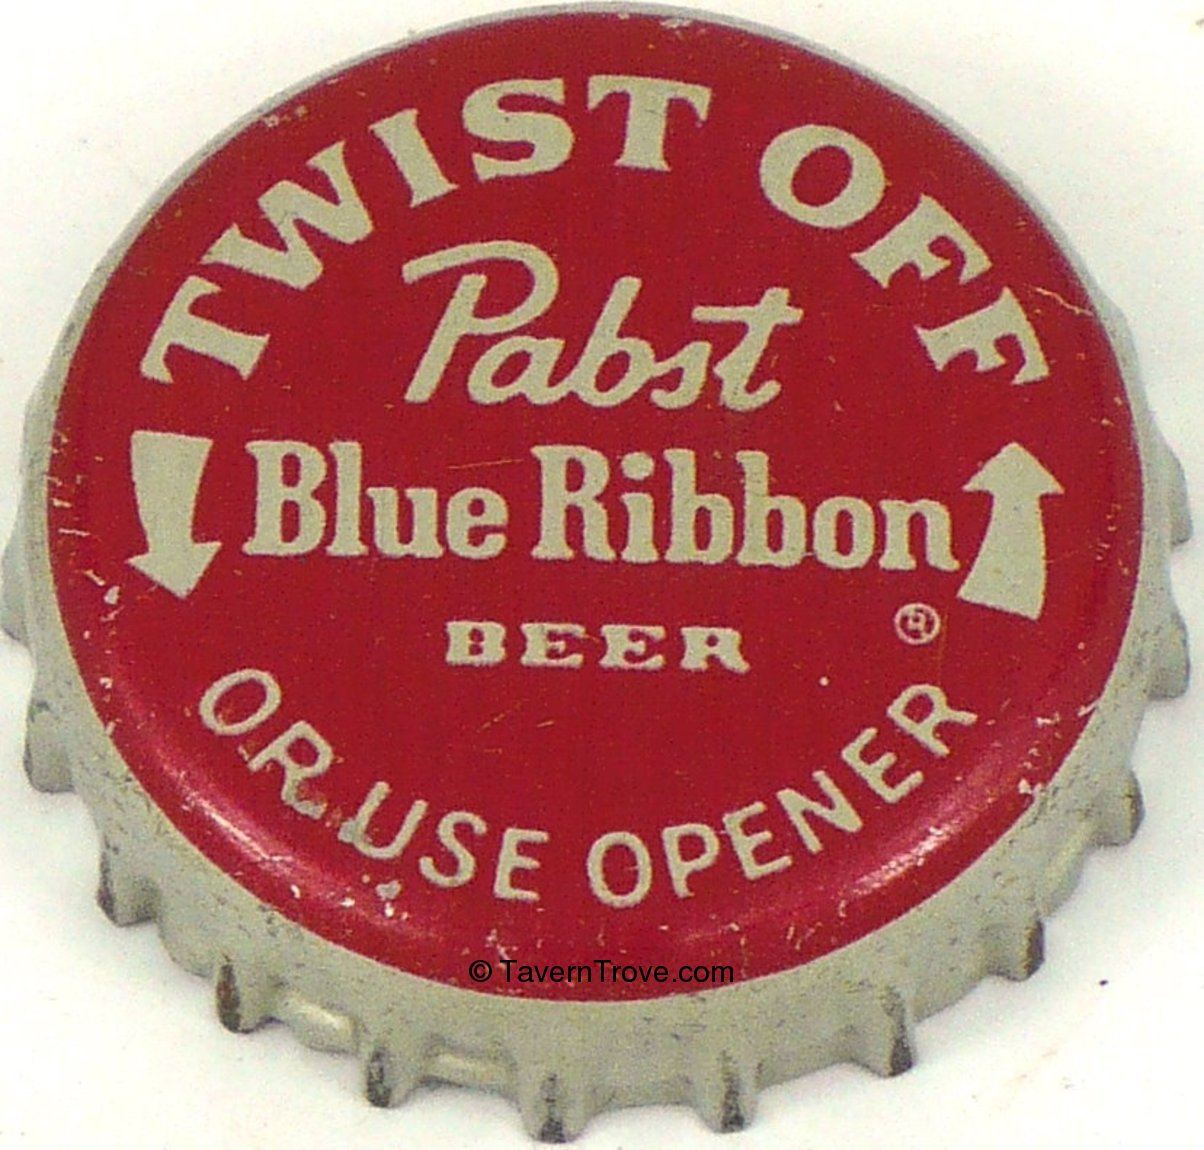 TWIST OFF
Pabst
Blue Ribbon
®
BEER
OR USE OPENER
© TavernTrove.com